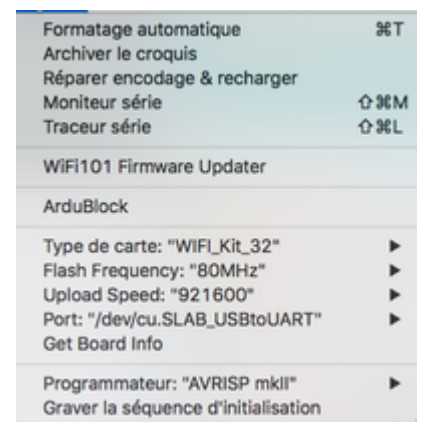 Formatage automatique ⌘T
Archiver le croquis
Réparer encodage & recharger
Moniteur série ⇧⌘M
Traceur série ⇧⌘L
WiFi101 Firmware Updater
ArduBlock
Type de carte: "WIFI_Kit_32" ▶
Flash Frequency: "80MHz" ▶
Upload Speed: "921600" ▶
Port: "/dev/cu.SLAB_USBtoUART" ▶
Get Board Info
Programmateur: "AVRISP mkII" ▶
Graver la séquence d'initialisation